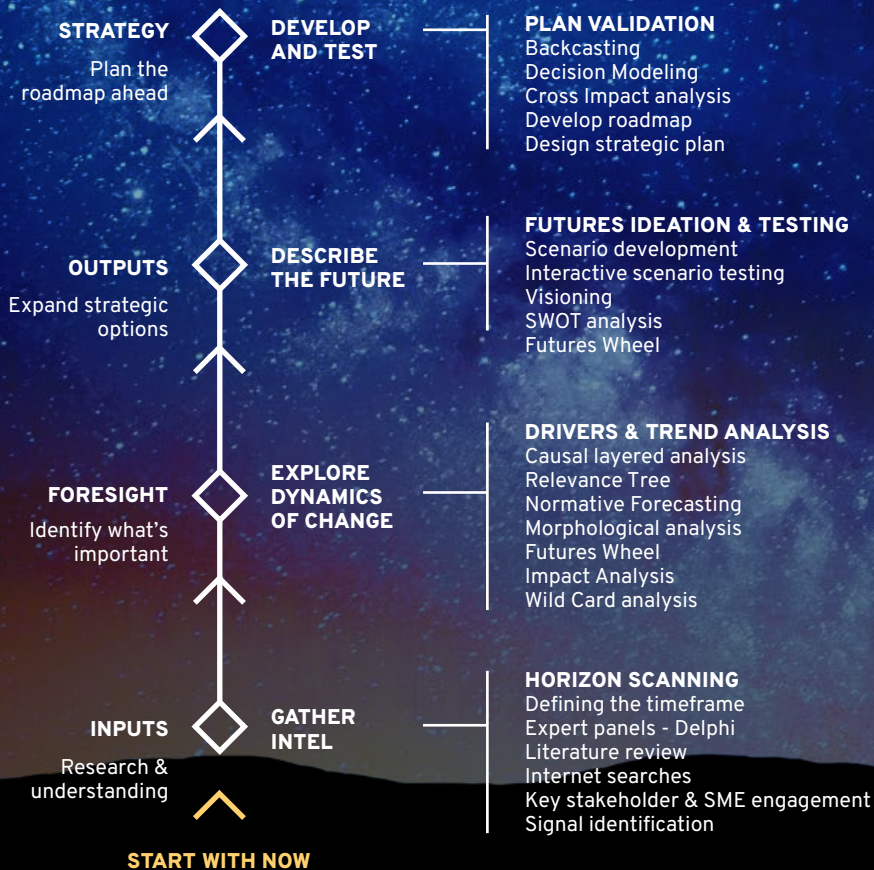 STRATEGY
Plan the
roadmap ahead
DEVELOP
AND TEST
PLAN VALIDATION
Backcasting
Decision Modeling
Cross Impact analysis
Develop roadmap
Design strategic plan
OUTPUTS
Expand strategic
options
DESCRIBE
THE FUTURE
FUTURES IDEATION & TESTING
Scenario development
Interactive scenario testing
Visioning
SWOT analysis
Futures Wheel
FORESIGHT
Identify what's
important
EXPLORE
DYNAMICS
OF CHANGE
DRIVERS & TREND ANALYSIS
Causal layered analysis
Relevance Tree
Normative Forecasting
Morphological analysis
Futures Wheel
Impact Analysis
Wild Card analysis
INPUTS
Research &
understanding
GATHER
INTEL
HORIZON SCANNING
Defining the timeframe
Expert panels - Delphi
Literature review
Internet searches
Key stakeholder & SME engagement
Signal identification
START WITH NOW